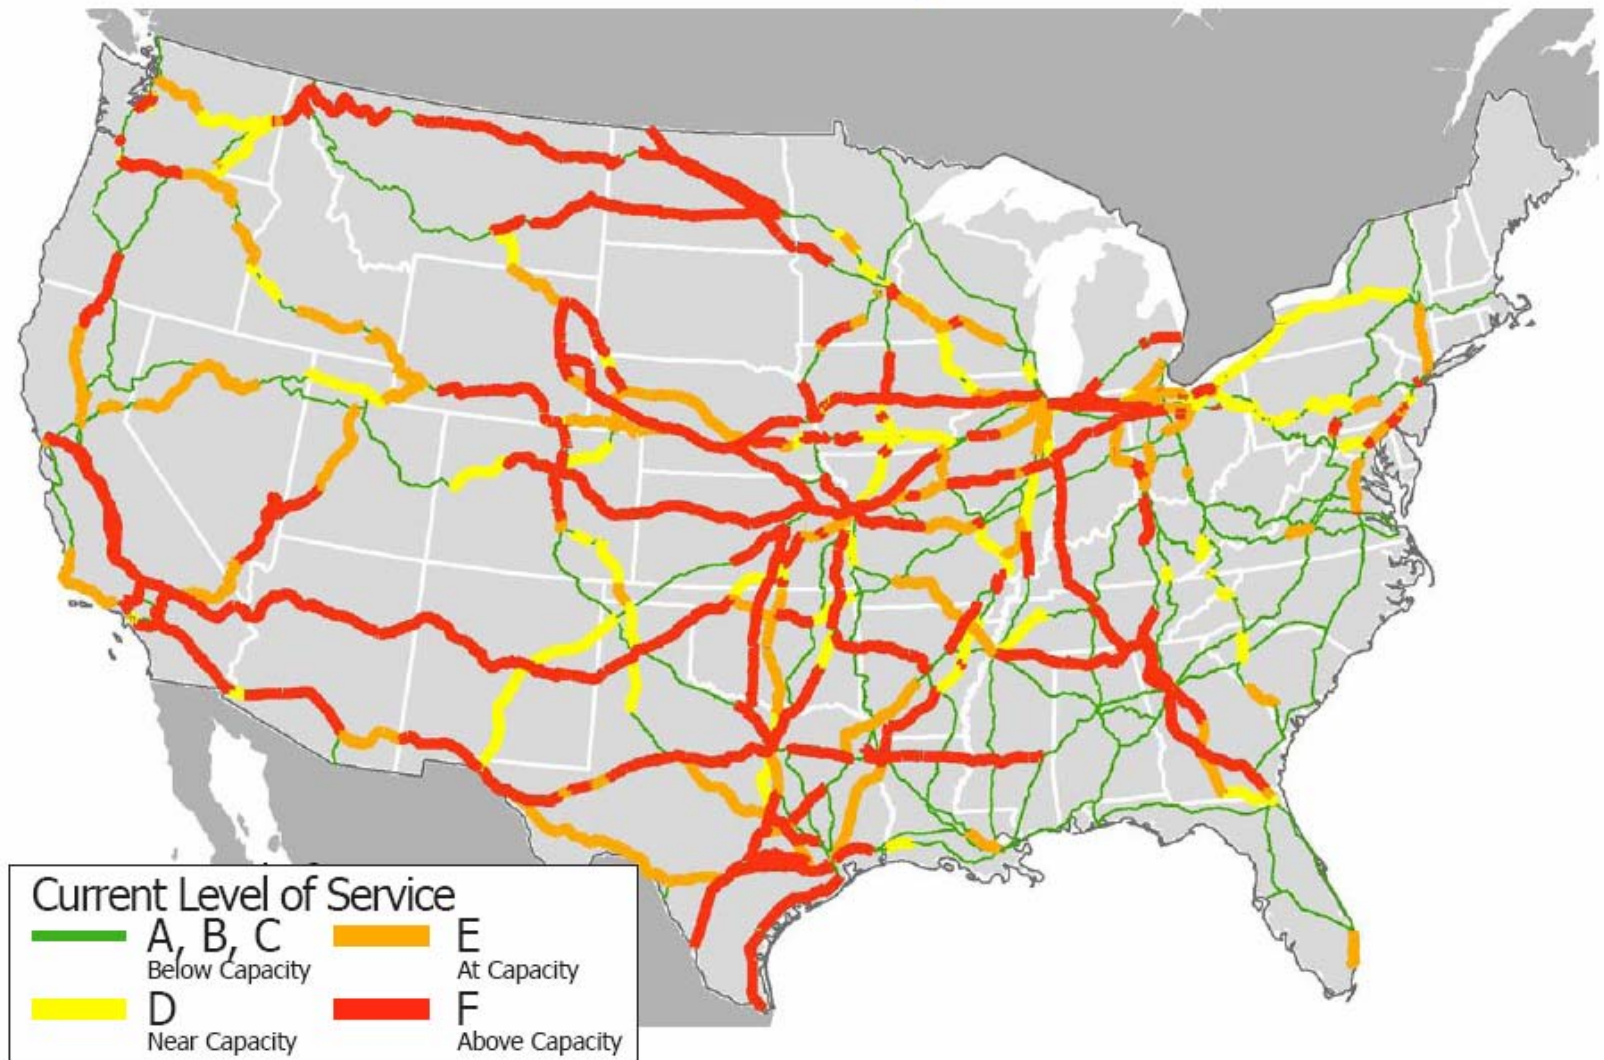 Current Level of Service
A, B, C
Below Capacity
E
At Capacity
D
Near Capacity
F
Above Capacity